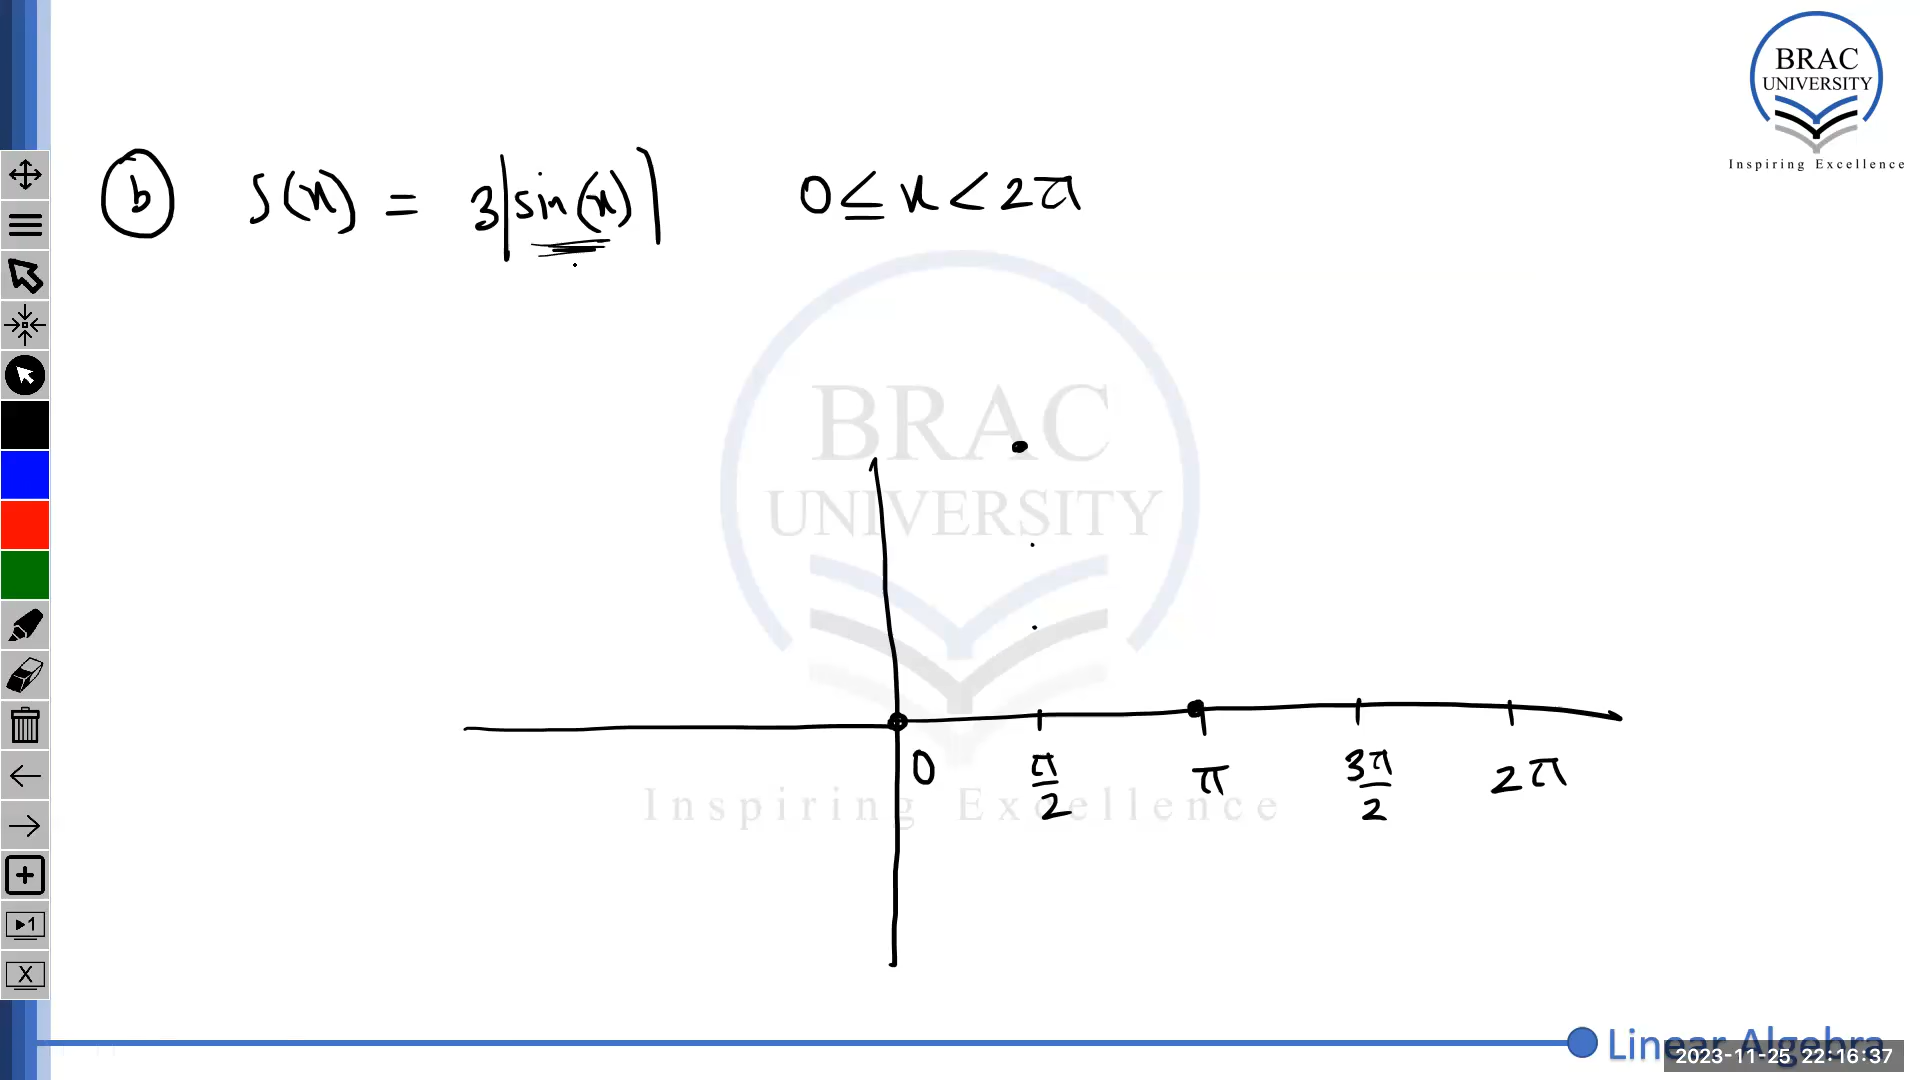 BRAC
UNIVERSITY
Inspiring Excellence
b S(x) = 3|sin(x)| 0 ≤ x < 2π
BRAC
UNIVERSITY
0 π/2 π 3π/2 2π
Inspiring Excellence
1
X
Linear Algebra
2023-11-25 22:16:37